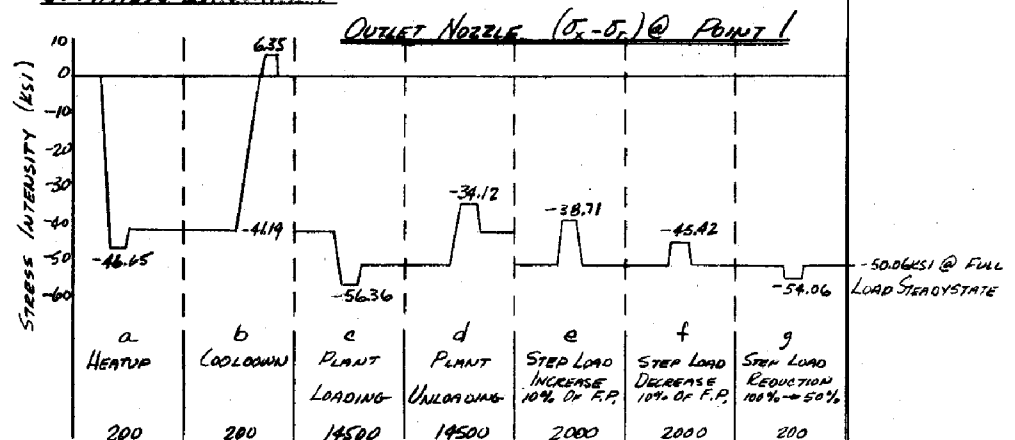 OUTLET NOZZLE (σx-σr) @ POINT 1
STRESS INTENSITY (KSI)
10
0
-10
-20
-30
-40
-50
-60
6.35
-46.65
-41.19
-56.36
-34.12
-38.71
-45.42
-54.06
-50.06KSI @ FULL
LOAD STEADYSTATE
a
HEATUP
200
b
COOLDOWN
200
c
PLANT
LOADING
14500
d
PLANT
UNLOADING
14500
e
STEP LOAD
INCREASE
10% OF F.P.
2000
f
STEP LOAD
DECREASE
10% OF F.P.
2000
g
STEP LOAD
REDUCTION
100%→50%
200